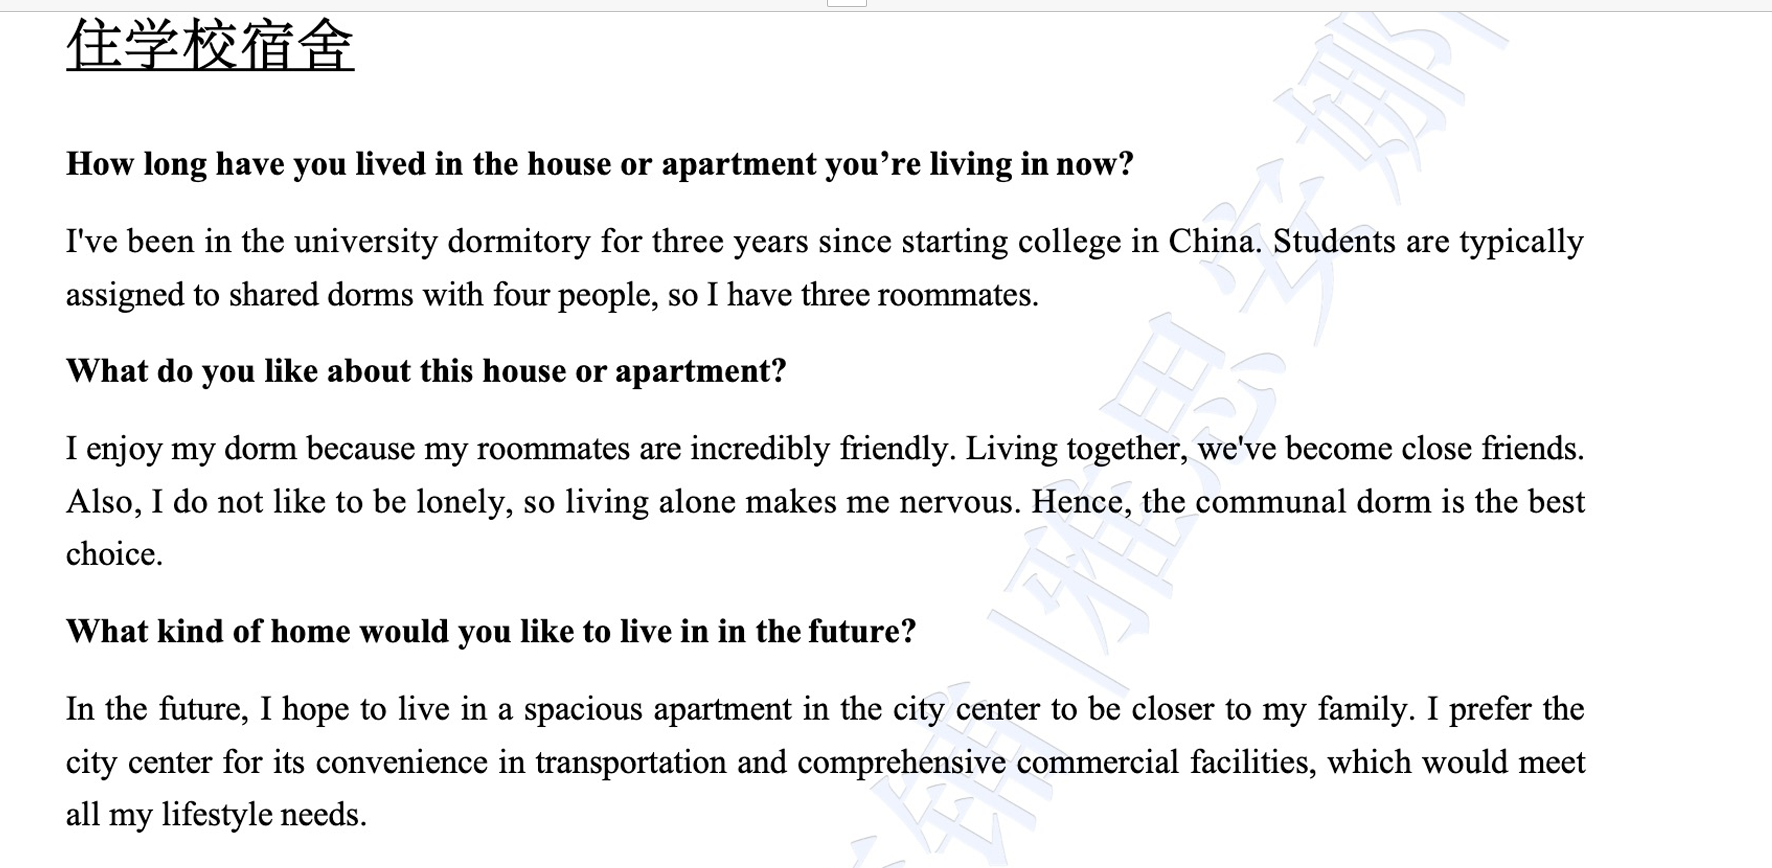 住学校宿舍
How long have you lived in the house or apartment you’re living in now?
I've been in the university dormitory for three years since starting college in China. Students are typically
assigned to shared dorms with four people, so I have three roommates.
What do you like about this house or apartment?
I enjoy my dorm because my roommates are incredibly friendly. Living together, we've become close friends.
Also, I do not like to be lonely, so living alone makes me nervous. Hence, the communal dorm is the best
choice.
What kind of home would you like to live in in the future?
In the future, I hope to live in a spacious apartment in the city center to be closer to my family. I prefer the
city center for its convenience in transportation and comprehensive commercial facilities, which would meet
all my lifestyle needs.
铺 | 雅思安娜